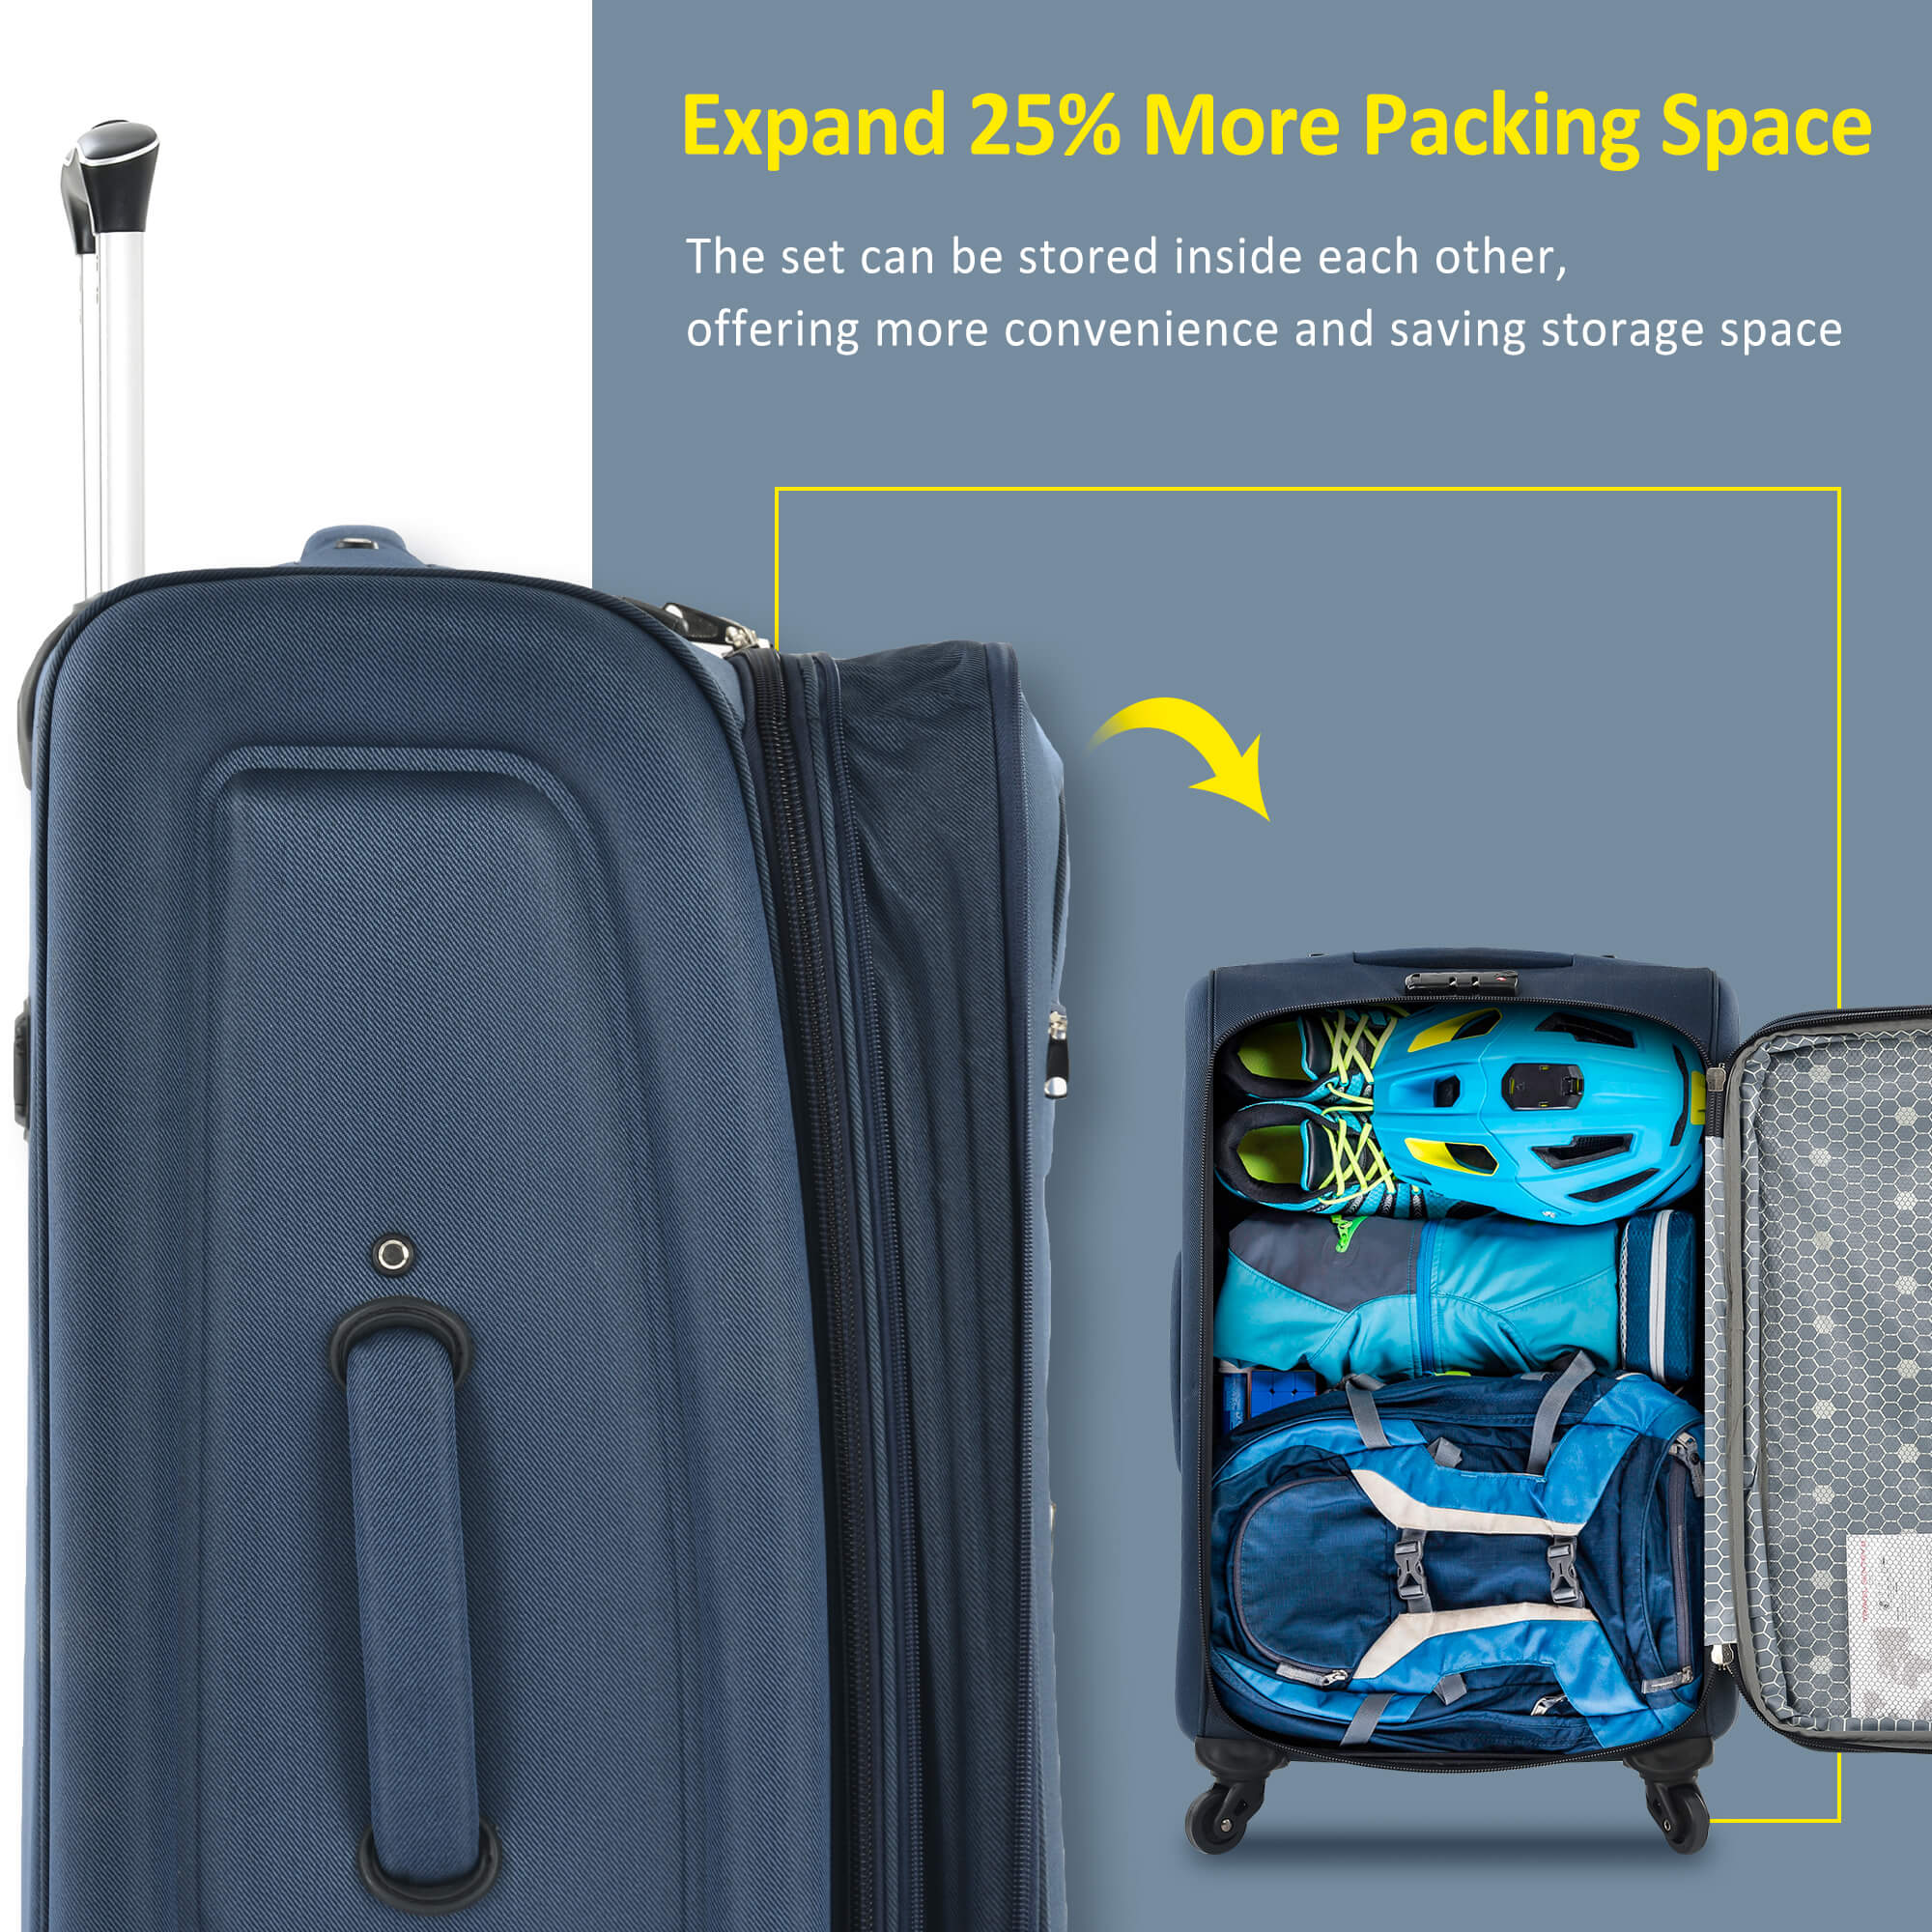 Expand 25% More Packing Space
The set can be stored inside each other,
offering more convenience and saving storage space